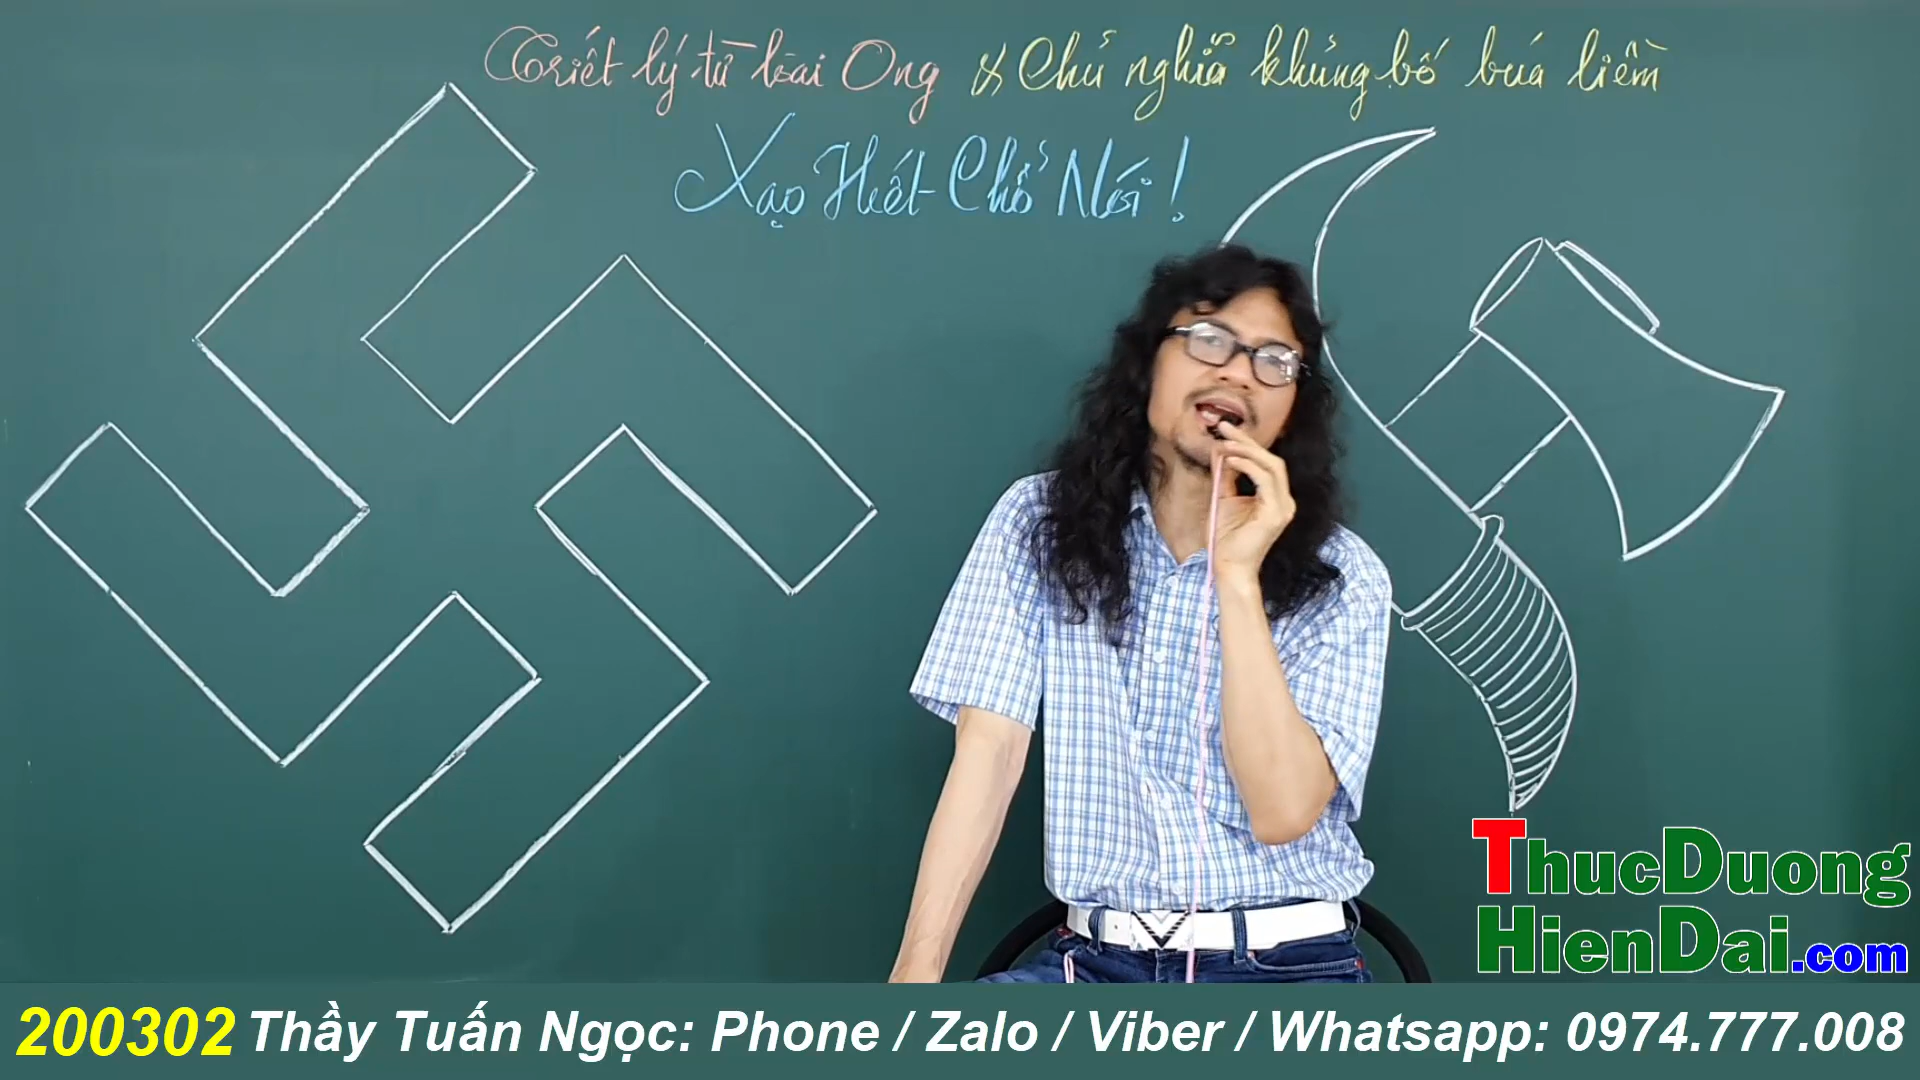 Triết lý từ loài Ong & Chủ nghĩa khủng bố búa liềm
Xạo Hết Chỗ Nói!
ThucDuong
HienDai.com
200302 Thầy Tuấn Ngọc: Phone / Zalo / Viber / Whatsapp: 0974.777.008